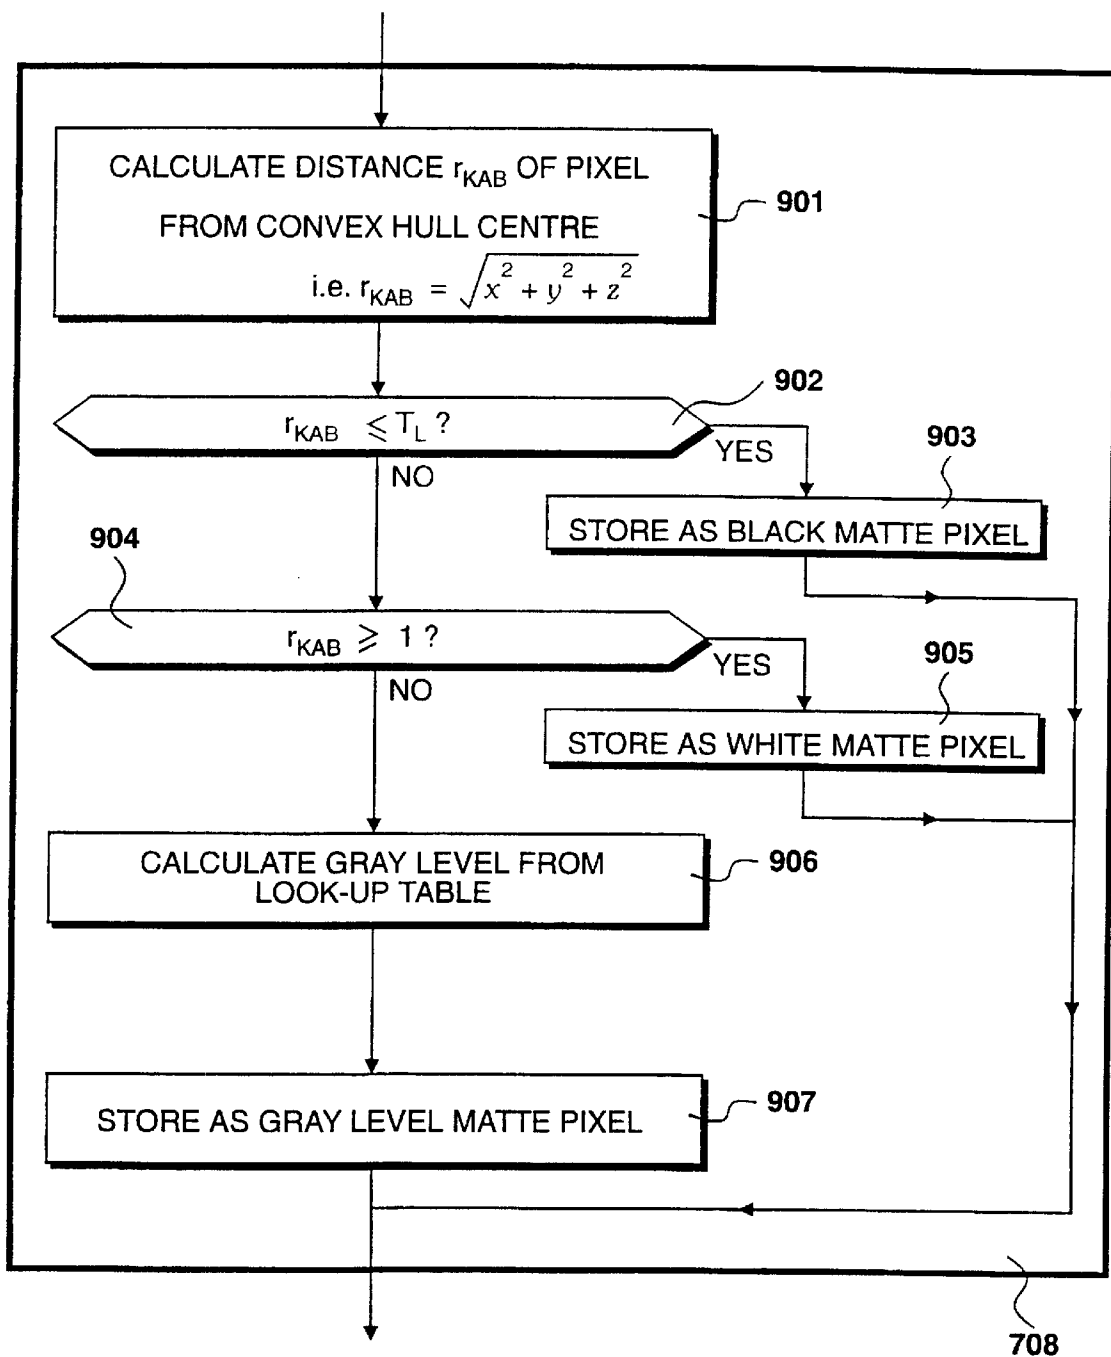 CALCULATE DISTANCE rKAB OF PIXEL
FROM CONVEX HULL CENTRE
i.e. rKAB = √x² + y² + z²
901
902
rKAB ⩽ TL ?
YES
NO
903
STORE AS BLACK MATTE PIXEL
904
rKAB ⩾ 1 ?
YES
NO
905
STORE AS WHITE MATTE PIXEL
CALCULATE GRAY LEVEL FROM
LOOK-UP TABLE
906
STORE AS GRAY LEVEL MATTE PIXEL
907
708